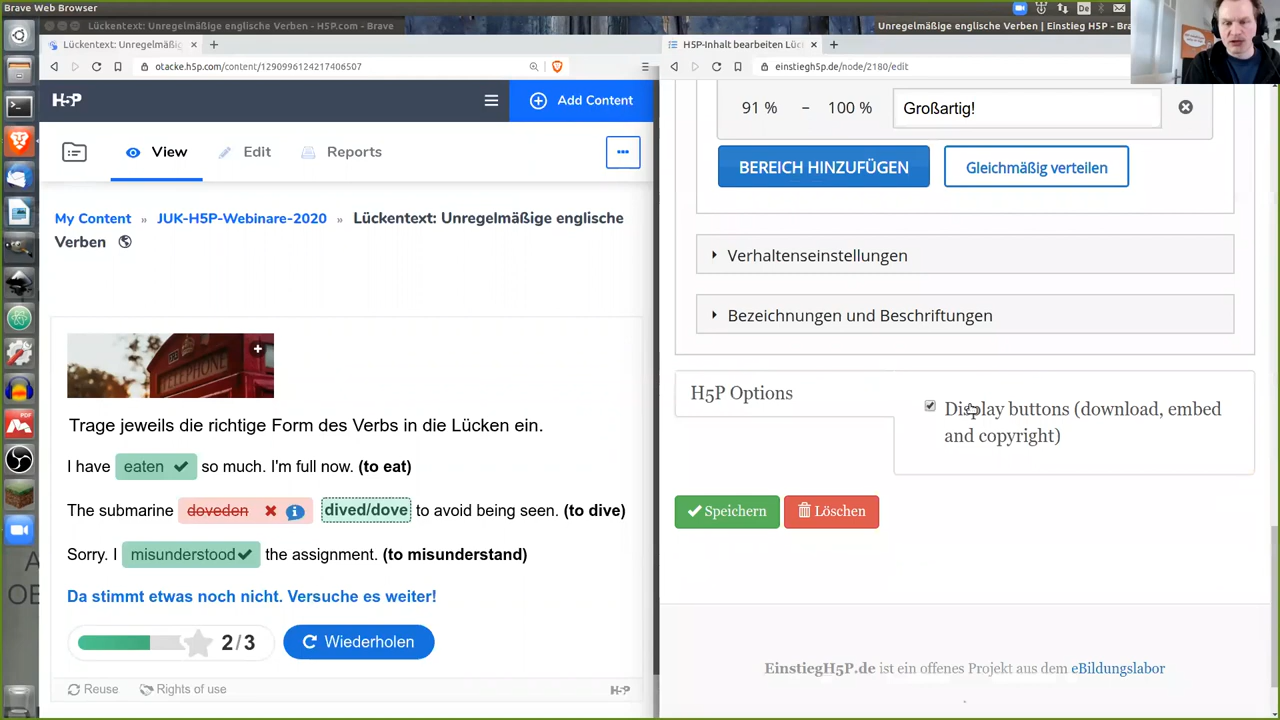 Brave Web Browser
Lückentext: Unregelmäßige englische Verben - H5P.com - Brave
Unregelmäßige englische Verben | Einstieg H5P - Bra
Lückentext: Unregelmäßi
H5P-Inhalt bearbeiten Lüc
otacke.h5p.com/content/1290996124217406507
einstiegh5p.de/node/2180/edit
De
H5P
Add Content
View
Edit
Reports
My Content » JUK-H5P-Webinare-2020 » Lückentext: Unregelmäßige englische
Verben
TELEPHONE
Trage jeweils die richtige Form des Verbs in die Lücken ein.
I have eaten so much. I'm full now. (to eat)
The submarine doveden dived/dove to avoid being seen. (to dive)
Sorry. I misunderstood the assignment. (to misunderstand)
Da stimmt etwas noch nicht. Versuche es weiter!
2/3
Wiederholen
Reuse
Rights of use
H5P
91 % – 100 % Großartig!
BEREICH HINZUFÜGEN
Gleichmäßig verteilen
Verhaltenseinstellungen
Bezeichnungen und Beschriftungen
H5P Options
Display buttons (download, embed
and copyright)
Speichern
Löschen
EinstiegH5P.de ist ein offenes Projekt aus dem eBildungslabor